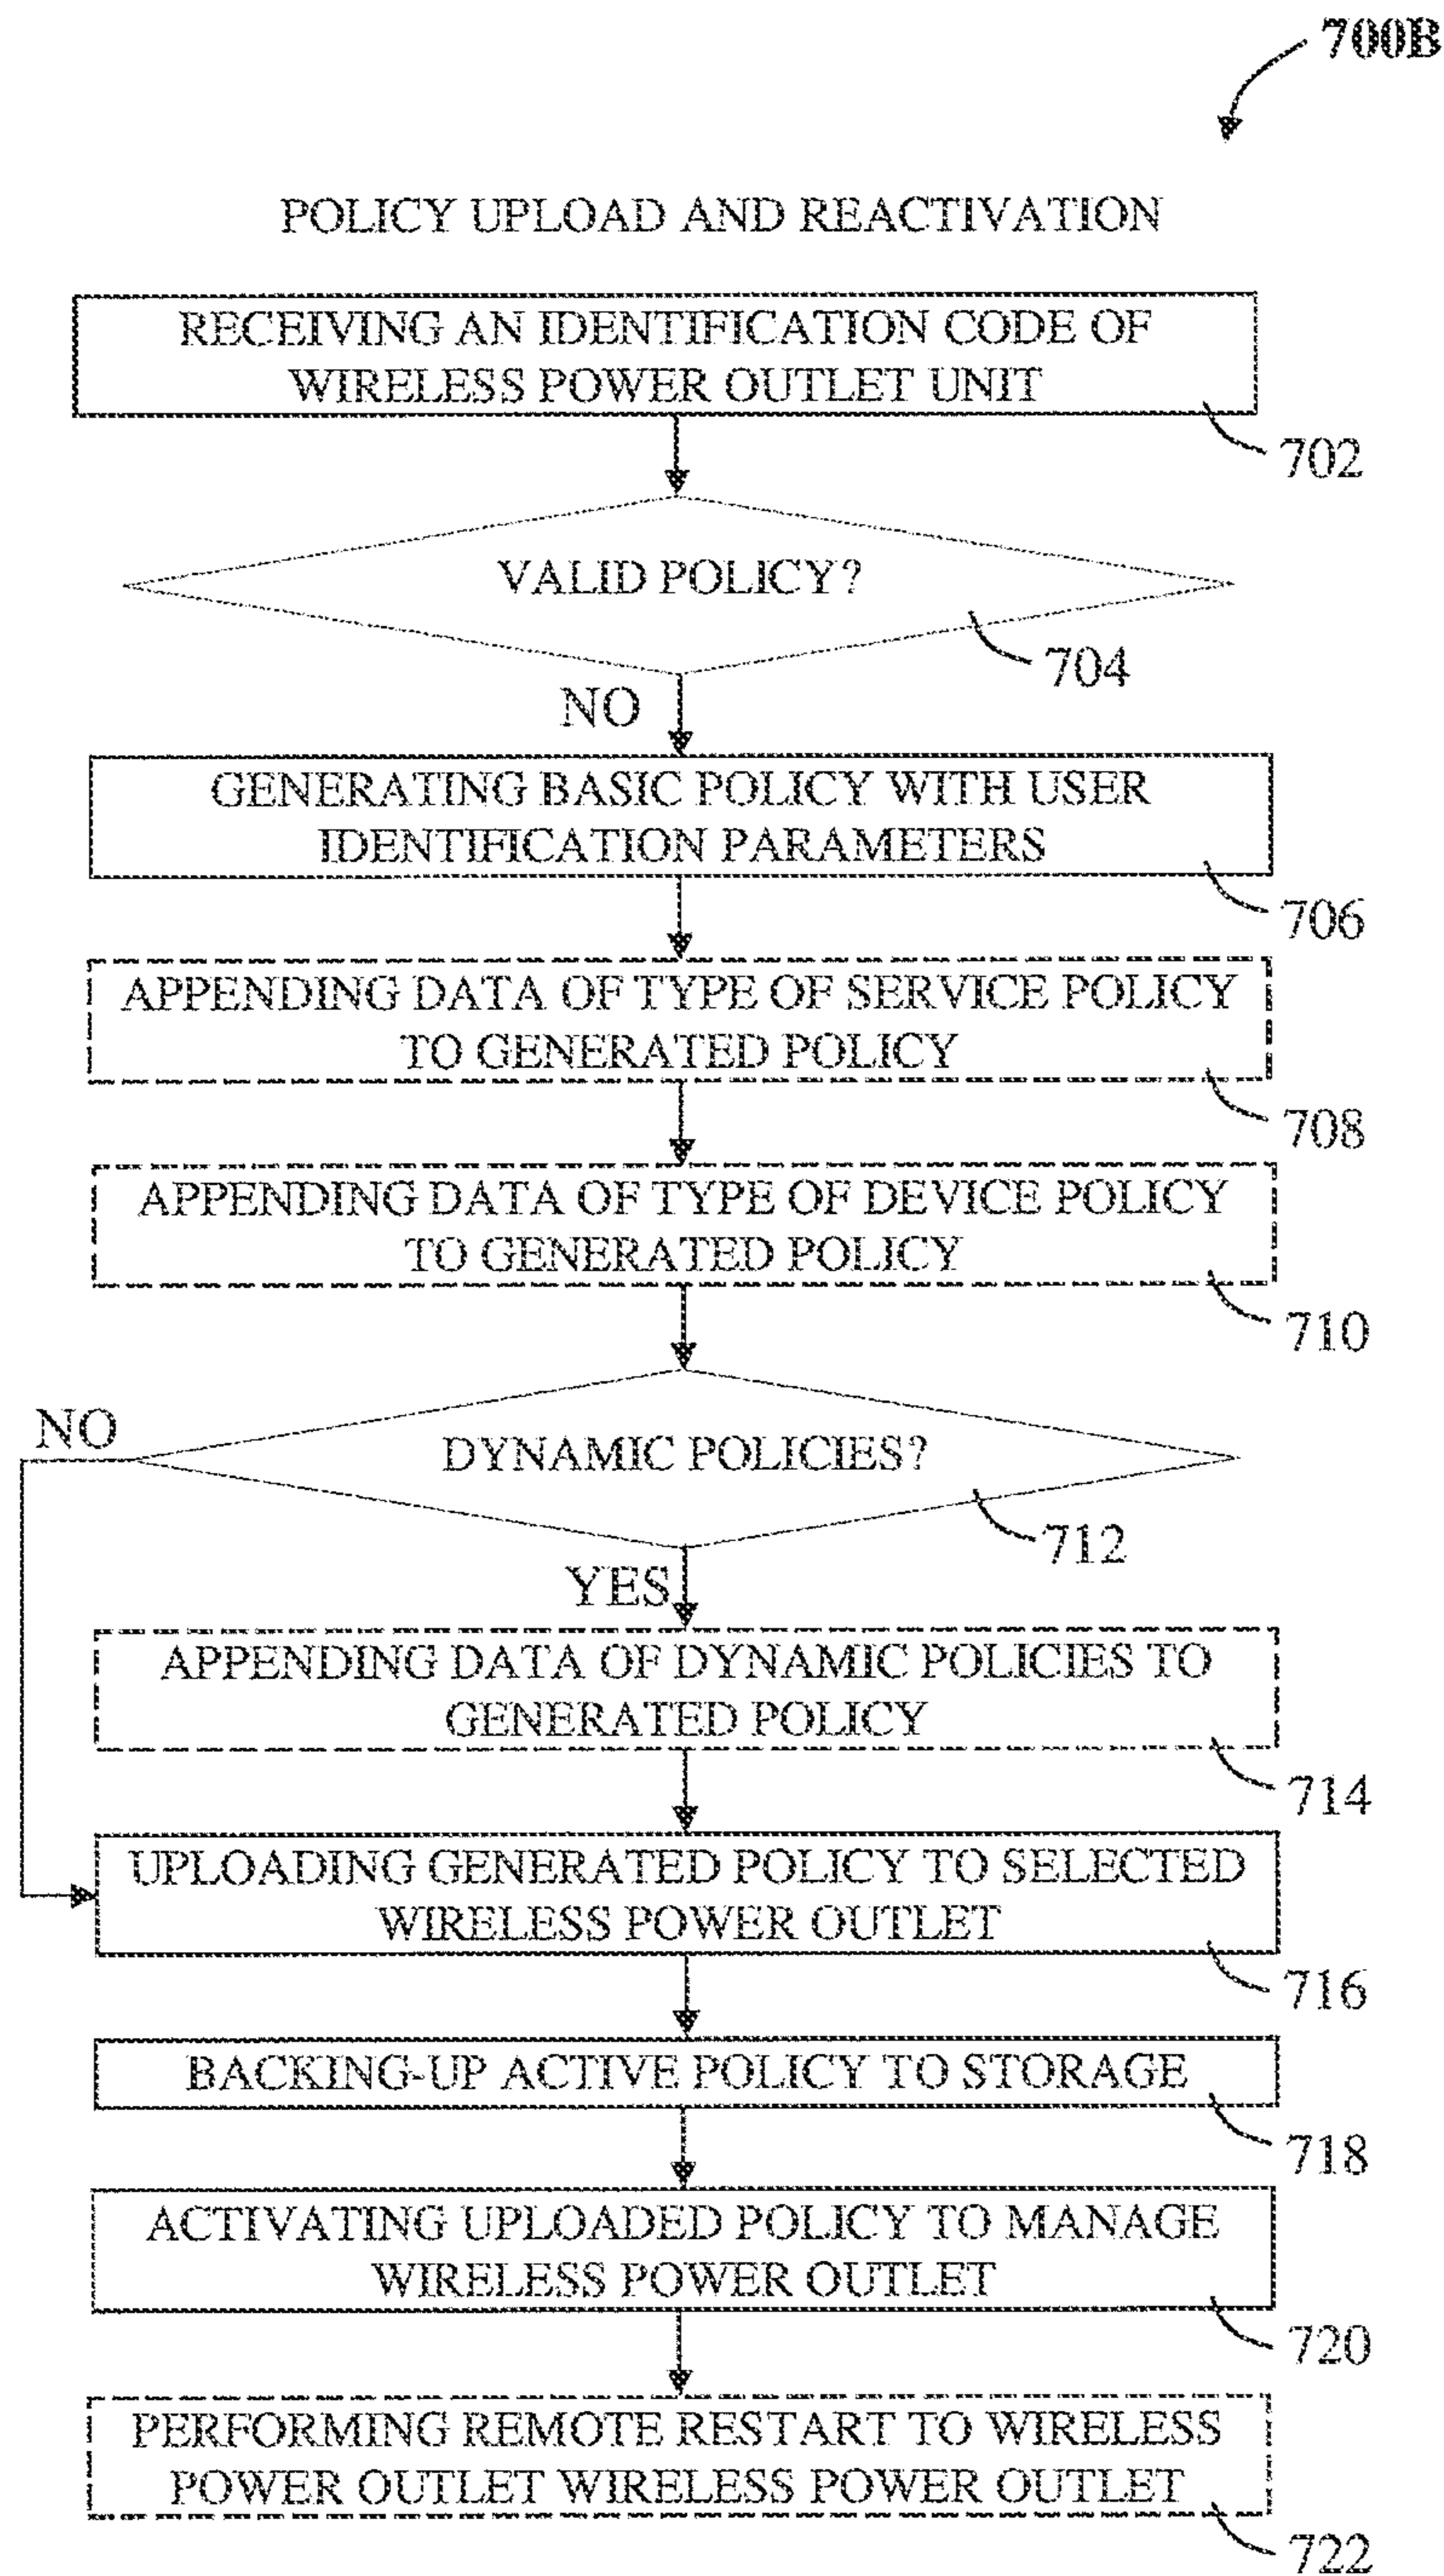 700B
POLICY UPLOAD AND REACTIVATION
RECEIVING AN IDENTIFICATION CODE OF
WIRELESS POWER OUTLET UNIT
702
VALID POLICY?
704
NO
GENERATING BASIC POLICY WITH USER
IDENTIFICATION PARAMETERS
706
APPENDING DATA OF TYPE OF SERVICE POLICY
TO GENERATED POLICY
708
APPENDING DATA OF TYPE OF DEVICE POLICY
TO GENERATED POLICY
710
NO
DYNAMIC POLICIES?
712
YES
APPENDING DATA OF DYNAMIC POLICIES TO
GENERATED POLICY
714
UPLOADING GENERATED POLICY TO SELECTED
WIRELESS POWER OUTLET
716
BACKING-UP ACTIVE POLICY TO STORAGE
718
ACTIVATING UPLOADED POLICY TO MANAGE
WIRELESS POWER OUTLET
720
PERFORMING REMOTE RESTART TO WIRELESS
POWER OUTLET WIRELESS POWER OUTLET
722